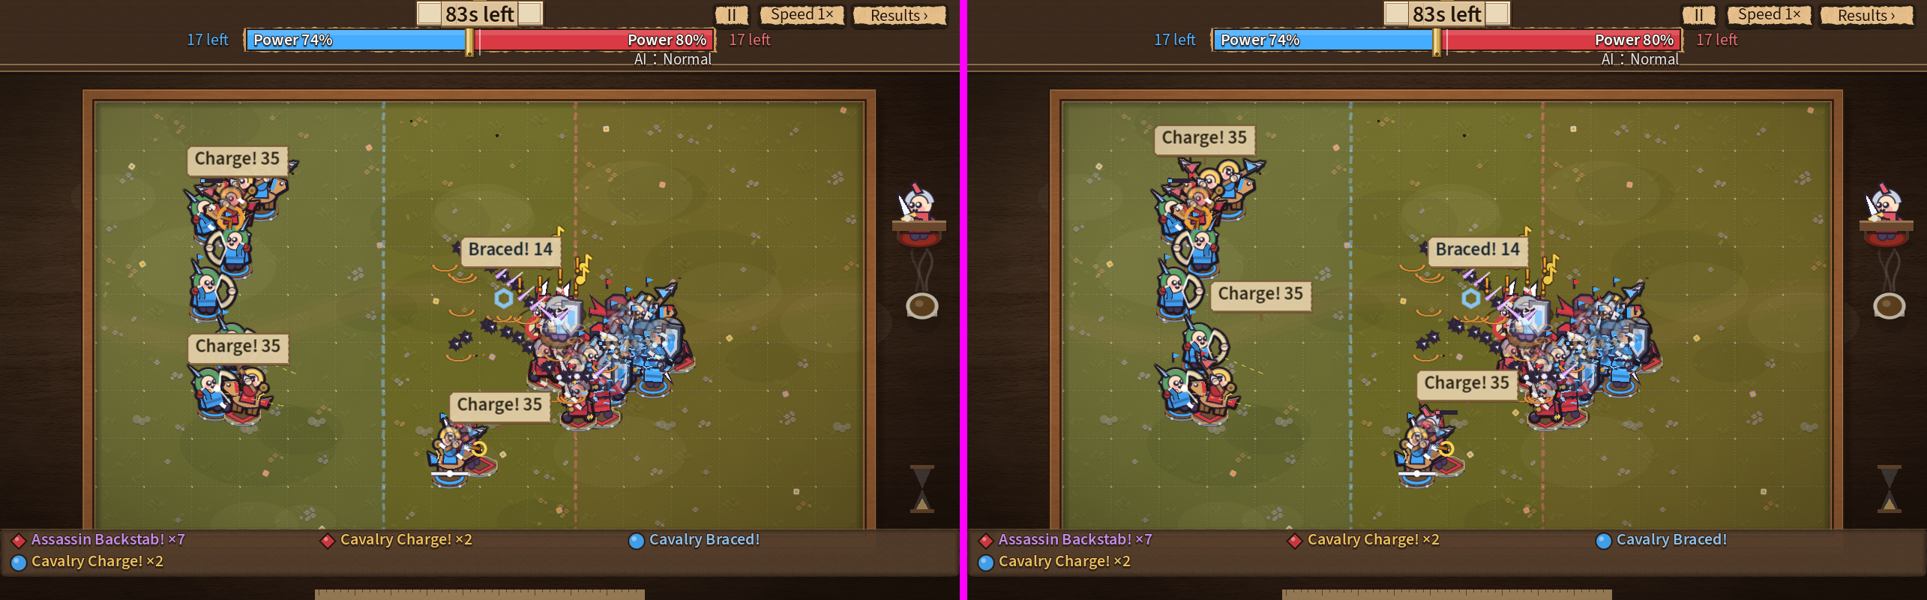 83s left
II
Speed 1×
Results ›
17 left
Power 74%
Power 80%
17 left
AI：Normal
Charge! 35
Braced! 14
Charge! 35
Charge! 35
Assassin Backstab! ×7
Cavalry Charge! ×2
Cavalry Braced!
Cavalry Charge! ×2
83s left
II
Speed 1×
Results ›
17 left
Power 74%
Power 80%
17 left
AI：Normal
Charge! 35
Braced! 14
Charge! 35
Charge! 35
Assassin Backstab! ×7
Cavalry Charge! ×2
Cavalry Braced!
Cavalry Charge! ×2